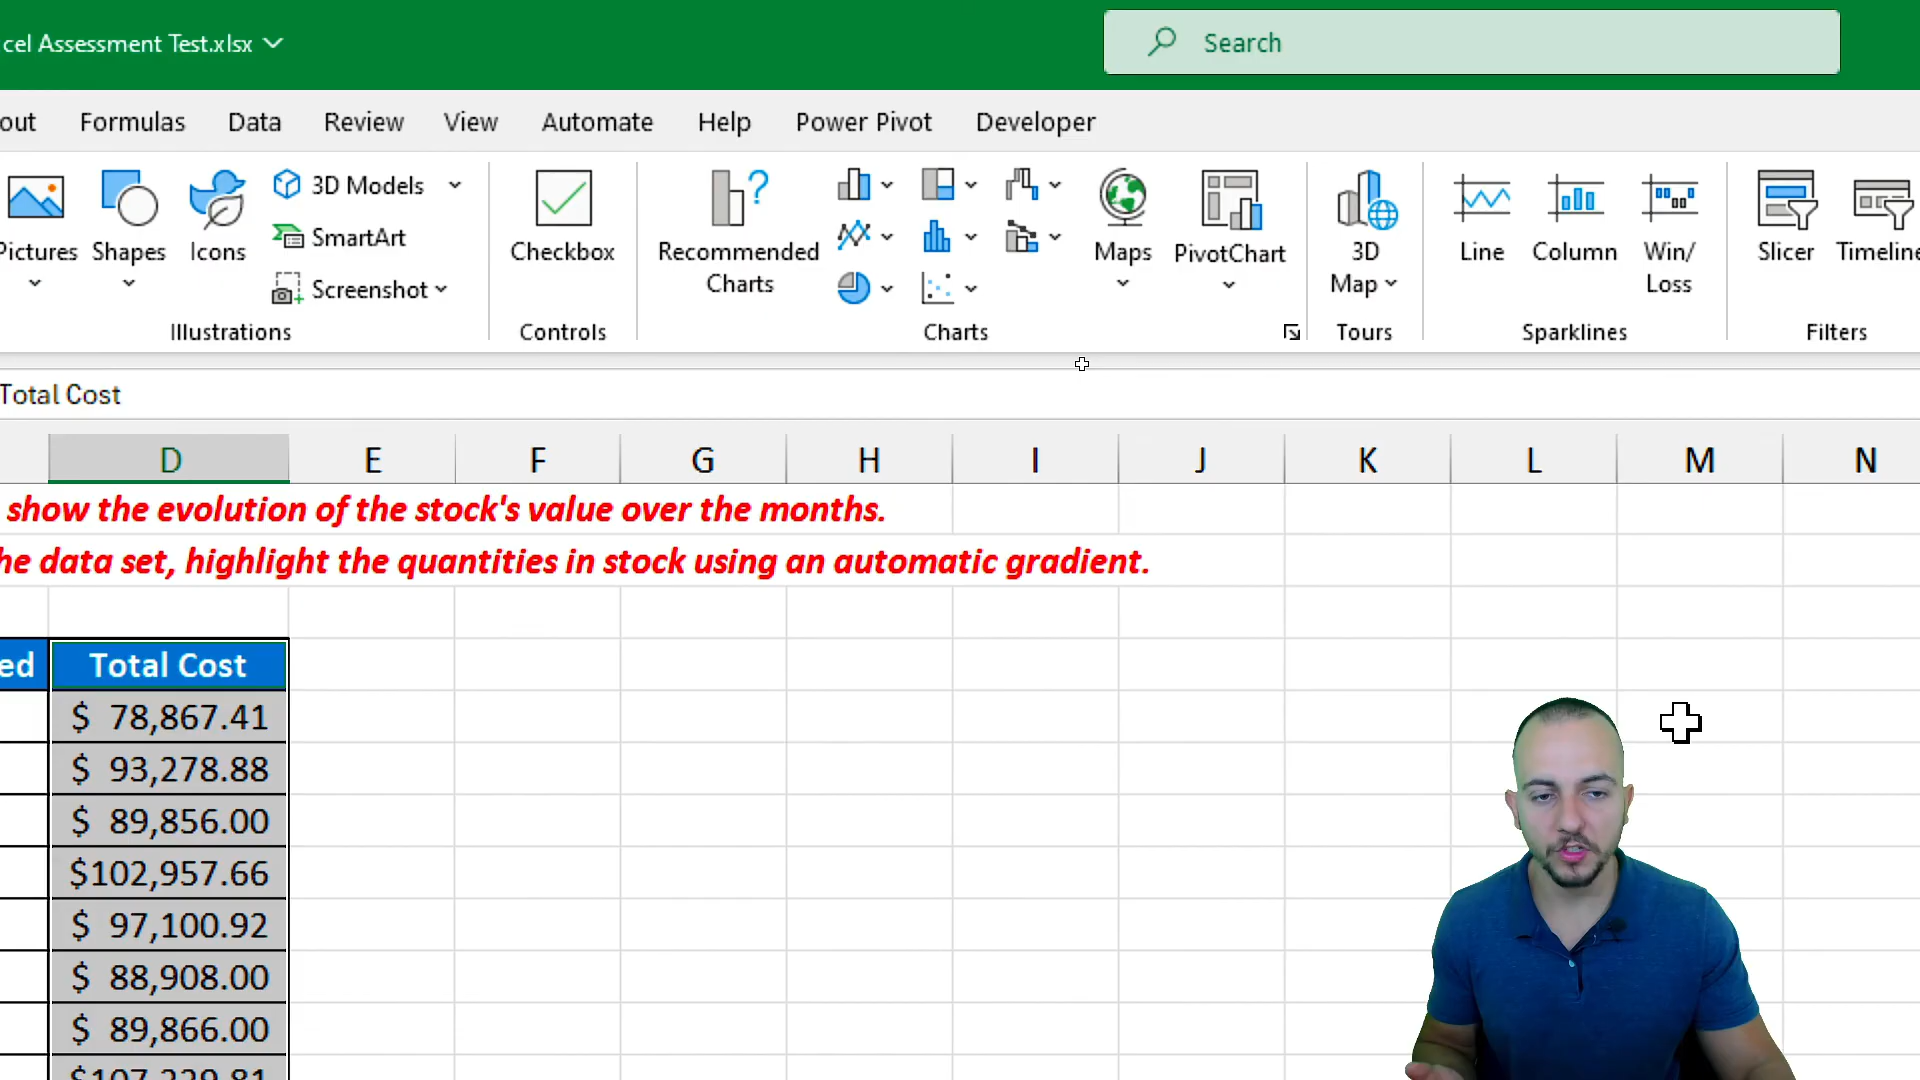 cel Assessment Test.xlsx
Search
out Formulas Data Review View Automate Help Power Pivot Developer
Pictures
Shapes
Icons
3D Models
SmartArt
Screenshot
Illustrations
Checkbox
Controls
Recommended
Charts
Maps
PivotChart
Charts
3D
Map
Tours
Line
Column
Win/
Loss
Sparklines
Slicer
Timeline
Filters
Total Cost
D E F G H I J K L M N
show the evolution of the stock's value over the months.
he data set, highlight the quantities in stock using an automatic gradient.
ed Total Cost
$ 78,867.41
$ 93,278.88
$ 89,856.00
$102,957.66
$ 97,100.92
$ 88,908.00
$ 89,866.00
$107,229.81